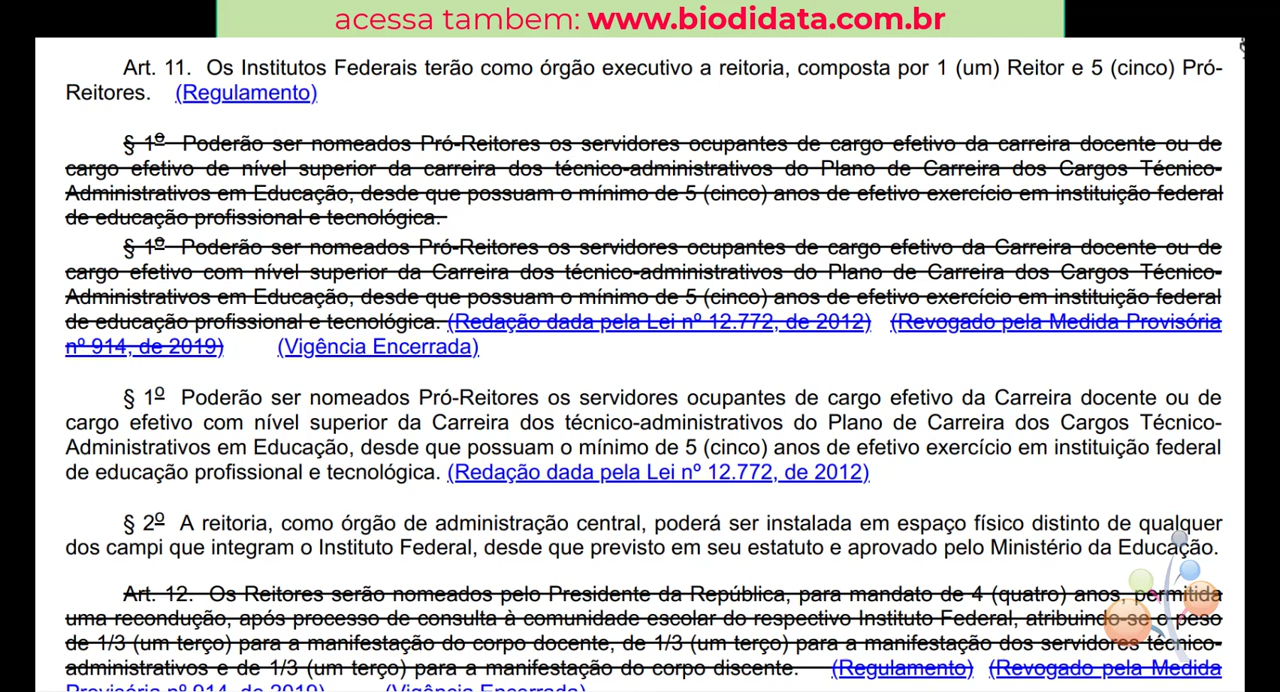 acessa tambem: www.biodidata.com.br
Art. 11. Os Institutos Federais terão como órgão executivo a reitoria, composta por 1 (um) Reitor e 5 (cinco) Pró-
Reitores. (Regulamento)
§ 1º Poderão ser nomeados Pró-Reitores os servidores ocupantes de cargo efetivo da carreira docente ou de
cargo efetivo de nível superior da carreira dos técnico-administrativos do Plano de Carreira dos Cargos Técnico-
Administrativos em Educação, desde que possuam o mínimo de 5 (cinco) anos de efetivo exercício em instituição federal
de educação profissional e tecnológica.
§ 1º Poderão ser nomeados Pró-Reitores os servidores ocupantes de cargo efetivo da Carreira docente ou de
cargo efetivo com nível superior da Carreira dos técnico-administrativos do Plano de Carreira dos Cargos Técnico-
Administrativos em Educação, desde que possuam o mínimo de 5 (cinco) anos de efetivo exercício em instituição federal
de educação profissional e tecnológica. (Redação dada pela Lei nº 12.772, de 2012) (Revogado pela Medida Provisória
nº 914, de 2019) (Vigência Encerrada)
§ 1º Poderão ser nomeados Pró-Reitores os servidores ocupantes de cargo efetivo da Carreira docente ou de
cargo efetivo com nível superior da Carreira dos técnico-administrativos do Plano de Carreira dos Cargos Técnico-
Administrativos em Educação, desde que possuam o mínimo de 5 (cinco) anos de efetivo exercício em instituição federal
de educação profissional e tecnológica. (Redação dada pela Lei nº 12.772, de 2012)
§ 2º A reitoria, como órgão de administração central, poderá ser instalada em espaço físico distinto de qualquer
dos campi que integram o Instituto Federal, desde que previsto em seu estatuto e aprovado pelo Ministério da Educação.
Art. 12. Os Reitores serão nomeados pelo Presidente da República, para mandato de 4 (quatro) anos, permitida
uma recondução, após processo de consulta à comunidade escolar do respectivo Instituto Federal, atribuindo-se o peso
de 1/3 (um terço) para a manifestação do corpo docente, de 1/3 (um terço) para a manifestação dos servidores técnico-
administrativos e de 1/3 (um terço) para a manifestação do corpo discente. (Regulamento) (Revogado pela Medida
Provisória nº 914, de 2019) (Vigência Encerrada)